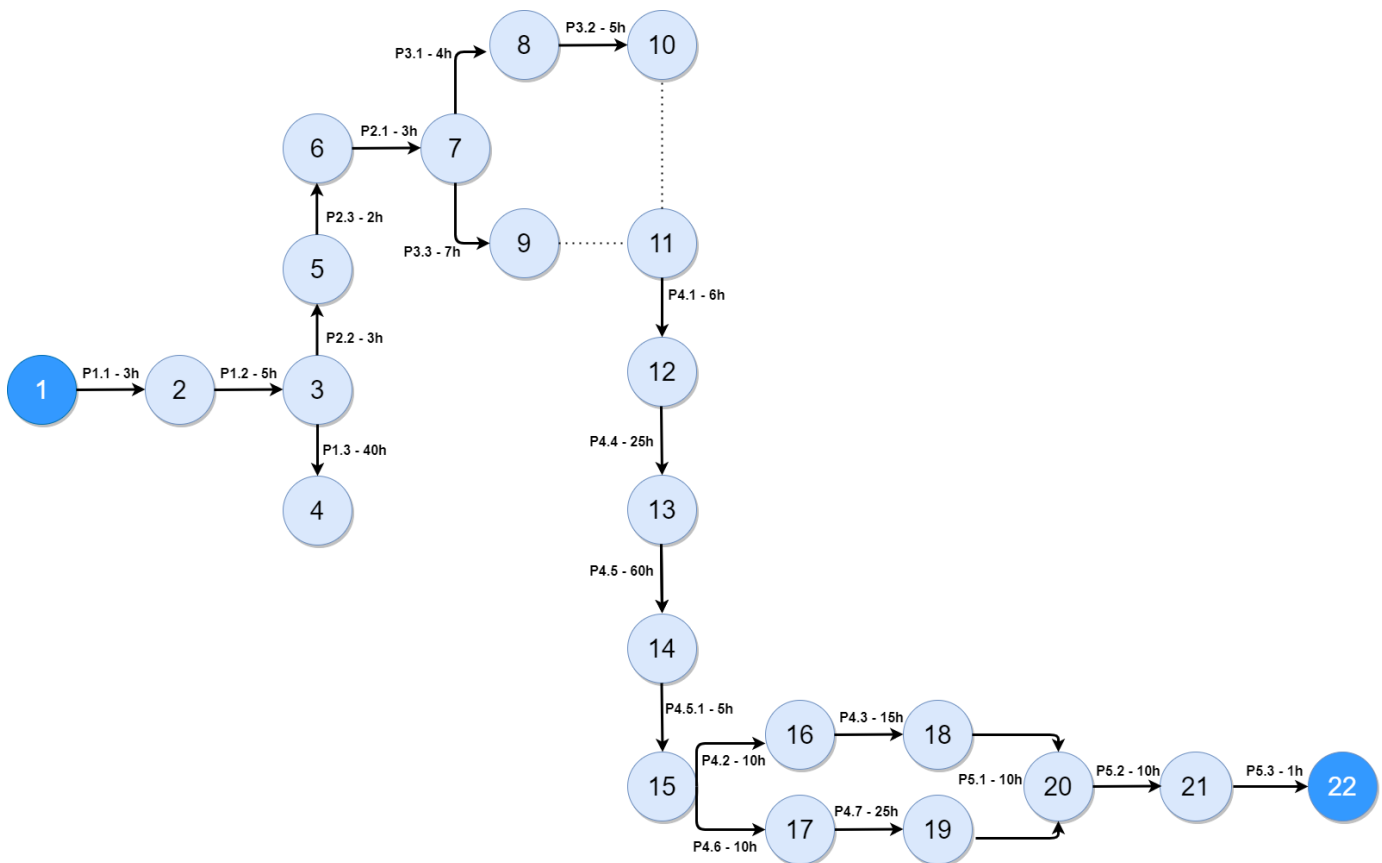 8
P3.2 - 5h
10
P3.1 - 4h
6
P2.1 - 3h
7
P2.3 - 2h
P3.3 - 7h
9
11
5
P4.1 - 6h
P2.2 - 3h
1
P1.1 - 3h
2
P1.2 - 5h
3
12
P1.3 - 40h
P4.4 - 25h
4
13
P4.5 - 60h
14
P4.5.1 - 5h
16
P4.3 - 15h
18
P4.2 - 10h
15
P5.1 - 10h
20
P5.2 - 10h
21
P5.3 - 1h
22
17
P4.7 - 25h
19
P4.6 - 10h